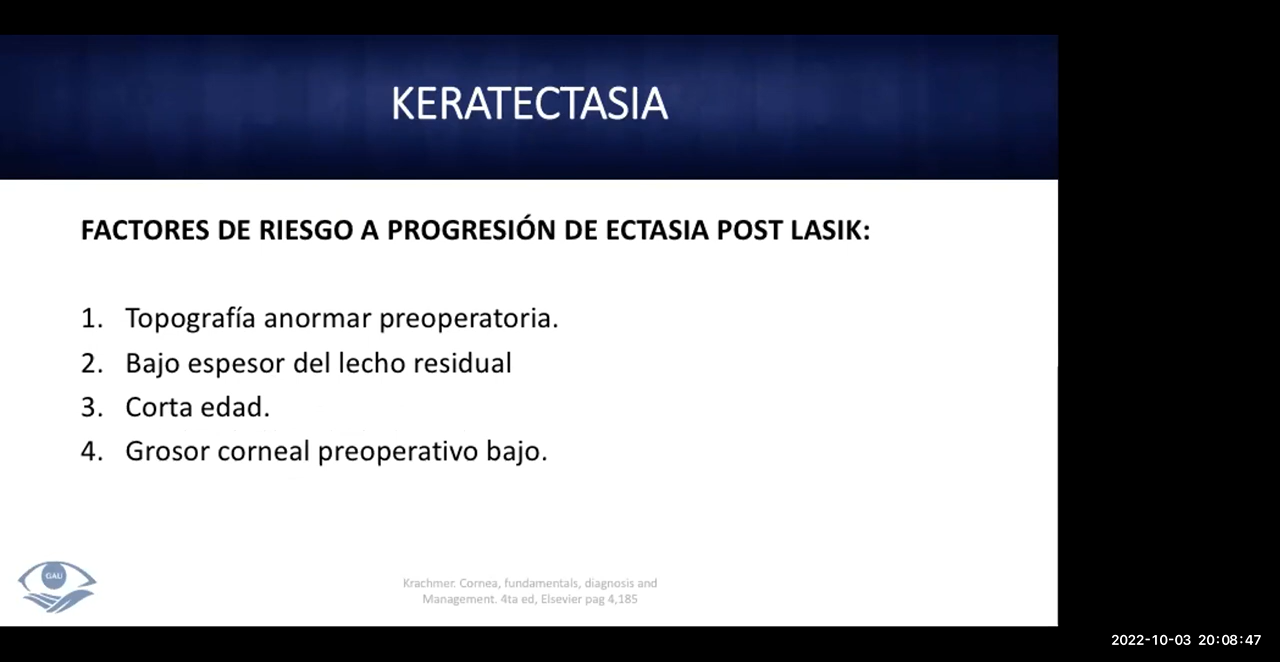 KERATECTASIA
FACTORES DE RIESGO A PROGRESIÓN DE ECTASIA POST LASIK:
1. Topografía anormar preoperatoria.
2. Bajo espesor del lecho residual
3. Corta edad.
4. Grosor corneal preoperativo bajo.
GAU
Krachmer. Cornea, fundamentals, diagnosis and
Management. 4ta ed, Elsevier pag 4,185
2022-10-03 20:08:47